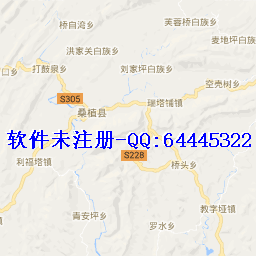 芙蓉桥白族乡
桥自湾乡
麦地坪白族乡
洪家关白族乡
刘家坪白族乡
打鼓泉乡
口乡
空壳树乡
S305
瑞塔铺镇
桑植县
软件未注册-QQ:64445322
S228
利福塔镇
桥头乡
青安坪乡
教字垭镇
罗水乡